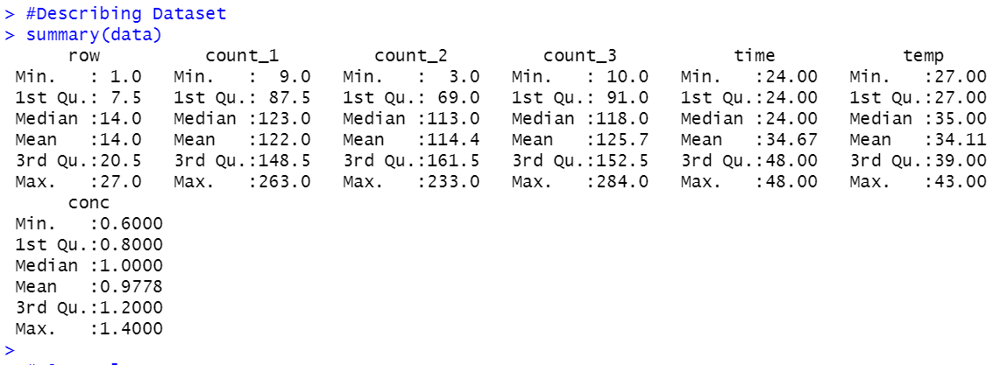 > #Describing Dataset
> summary(data)
row count_1 count_2 count_3 time temp
Min. : 1.0 Min. : 9.0 Min. : 3.0 Min. : 10.0 Min. :24.00 Min. :27.00
1st Qu.: 7.5 1st Qu.: 87.5 1st Qu.: 69.0 1st Qu.: 91.0 1st Qu.:24.00 1st Qu.:27.00
Median :14.0 Median :123.0 Median :113.0 Median :118.0 Median :24.00 Median :35.00
Mean :14.0 Mean :122.0 Mean :114.4 Mean :125.7 Mean :34.67 Mean :34.11
3rd Qu.:20.5 3rd Qu.:148.5 3rd Qu.:161.5 3rd Qu.:152.5 3rd Qu.:48.00 3rd Qu.:39.00
Max. :27.0 Max. :263.0 Max. :233.0 Max. :284.0 Max. :48.00 Max. :43.00
conc
Min. :0.6000
1st Qu.:0.8000
Median :1.0000
Mean :0.9778
3rd Qu.:1.2000
Max. :1.4000
>